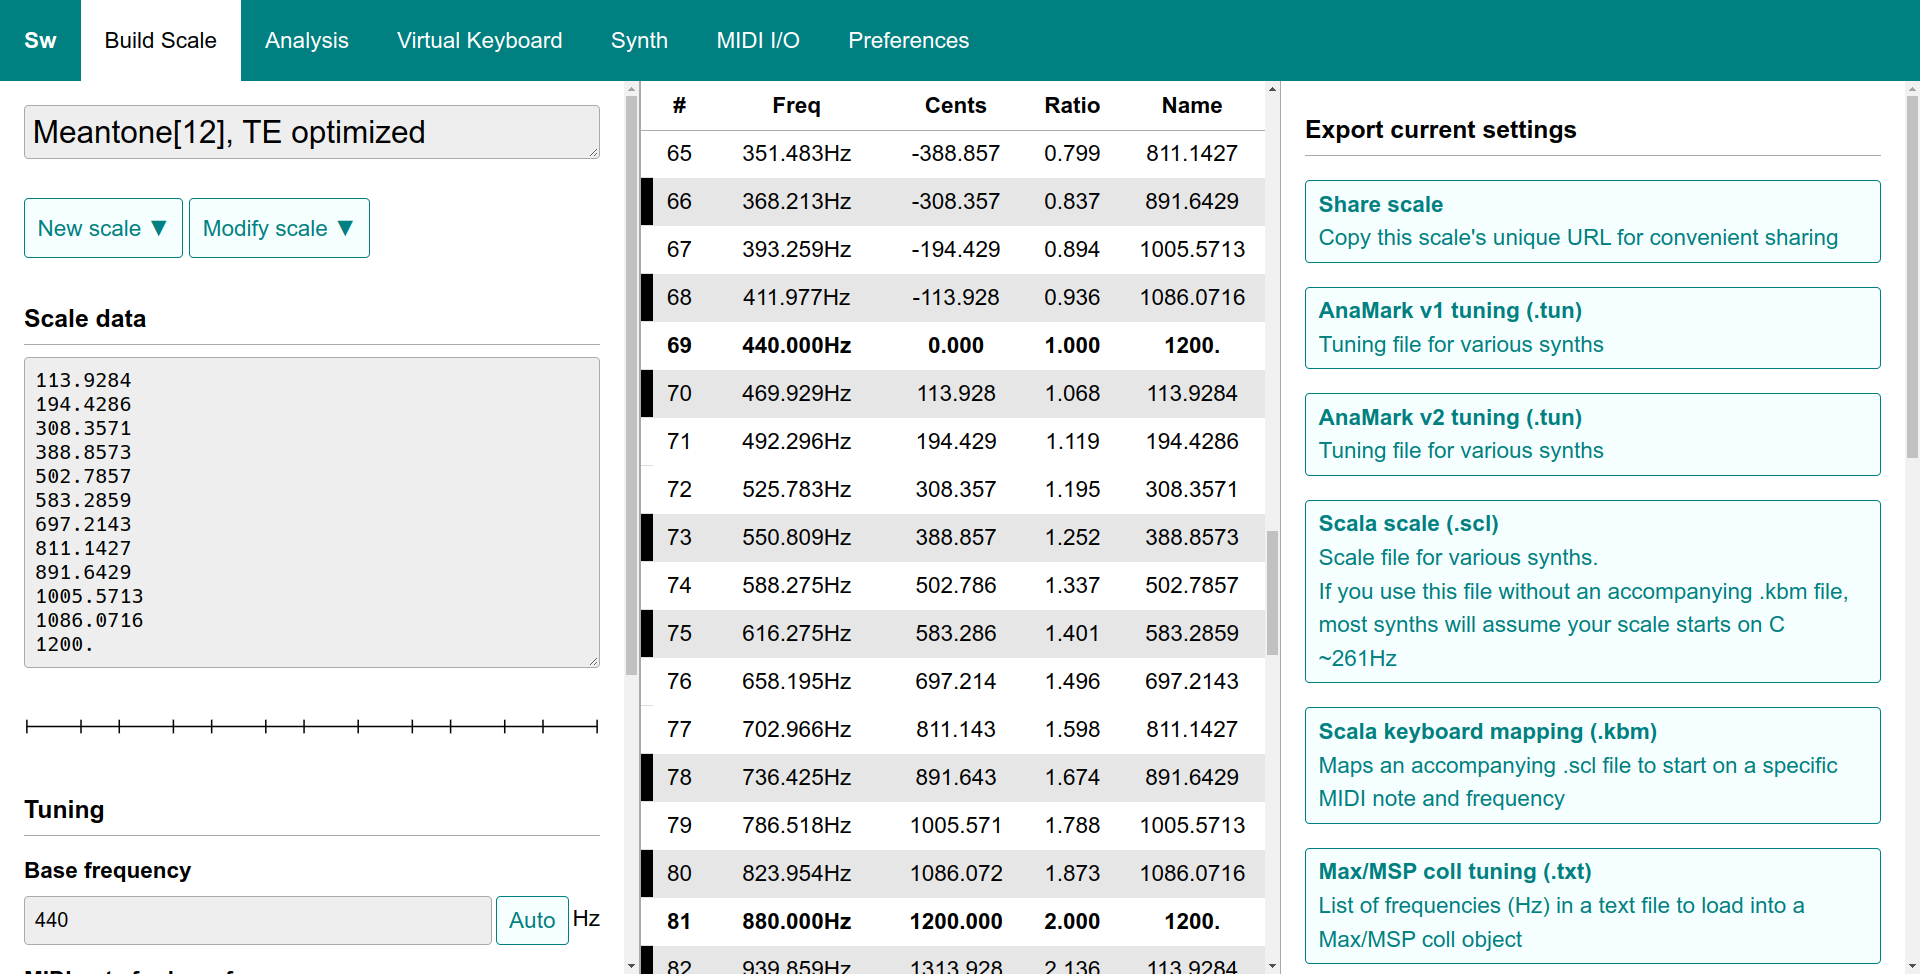 Sw Build Scale Analysis Virtual Keyboard Synth MIDI I/O Preferences
Meantone[12], TE optimized
New scale ▼ Modify scale ▼
Scale data
113.9284
194.4286
308.3571
388.8573
502.7857
583.2859
697.2143
811.1427
891.6429
1005.5713
1086.0716
1200.
Tuning
Base frequency
440 Auto Hz
# Freq Cents Ratio Name
65 351.483Hz -388.857 0.799 811.1427
66 368.213Hz -308.357 0.837 891.6429
67 393.259Hz -194.429 0.894 1005.5713
68 411.977Hz -113.928 0.936 1086.0716
69 440.000Hz 0.000 1.000 1200.
70 469.929Hz 113.928 1.068 113.9284
71 492.296Hz 194.429 1.119 194.4286
72 525.783Hz 308.357 1.195 308.3571
73 550.809Hz 388.857 1.252 388.8573
74 588.275Hz 502.786 1.337 502.7857
75 616.275Hz 583.286 1.401 583.2859
76 658.195Hz 697.214 1.496 697.2143
77 702.966Hz 811.143 1.598 811.1427
78 736.425Hz 891.643 1.674 891.6429
79 786.518Hz 1005.571 1.788 1005.5713
80 823.954Hz 1086.072 1.873 1086.0716
81 880.000Hz 1200.000 2.000 1200.
82 939.859Hz 1313.928 2.136 113.9284
Export current settings
Share scale
Copy this scale's unique URL for convenient sharing
AnaMark v1 tuning (.tun)
Tuning file for various synths
AnaMark v2 tuning (.tun)
Tuning file for various synths
Scala scale (.scl)
Scale file for various synths.
If you use this file without an accompanying .kbm file,
most synths will assume your scale starts on C
~261Hz
Scala keyboard mapping (.kbm)
Maps an accompanying .scl file to start on a specific
MIDI note and frequency
Max/MSP coll tuning (.txt)
List of frequencies (Hz) in a text file to load into a
Max/MSP coll object